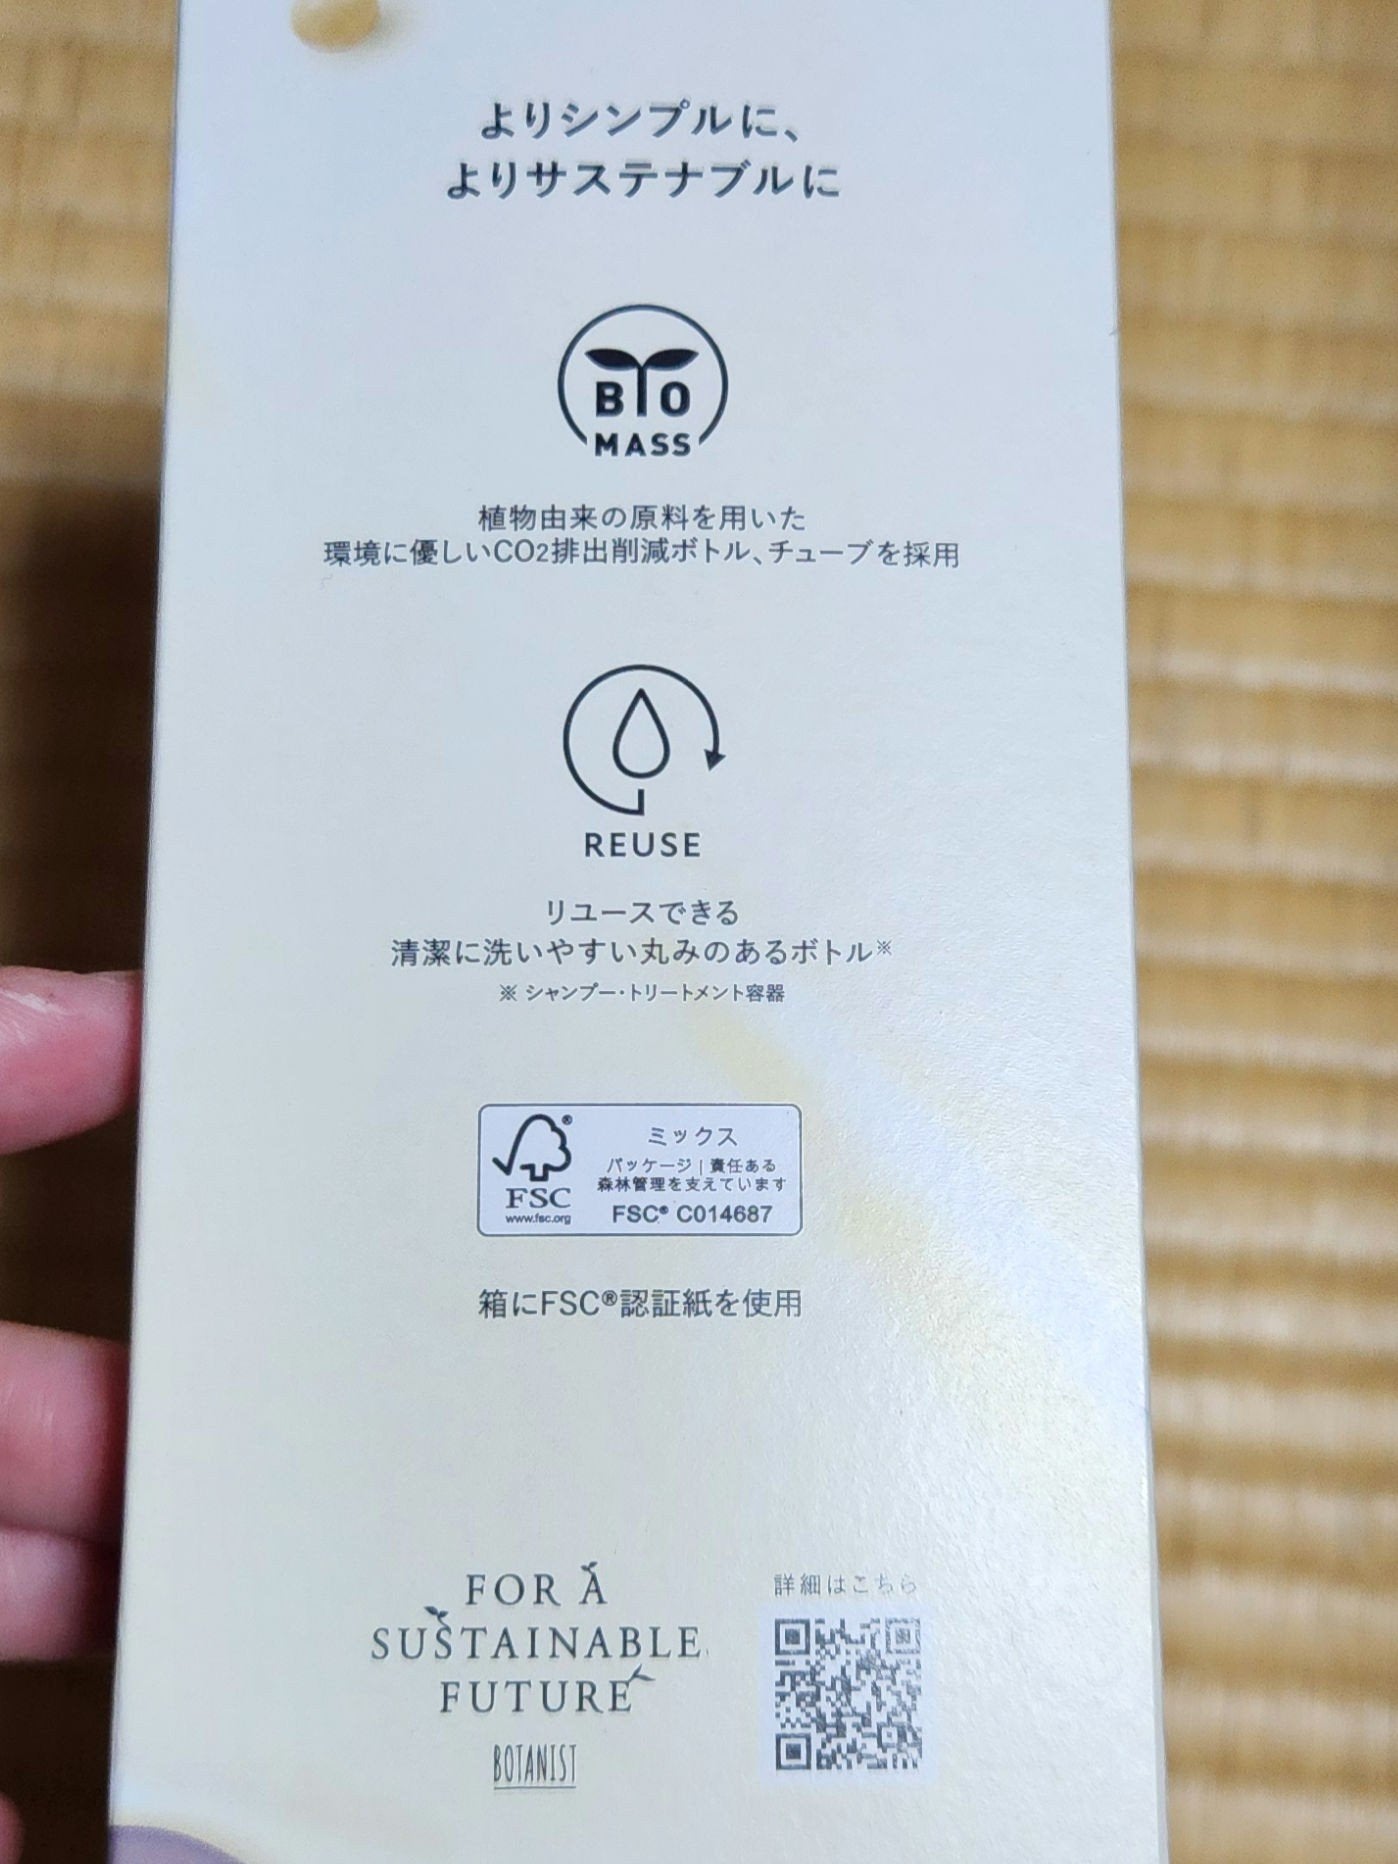 よりシンプルに、
よりサステナブルに
BIO
MASS
植物由来の原料を用いた
環境に優しいCO2排出削減ボトル、チューブを採用
REUSE
リユースできる
清潔に洗いやすい丸みのあるボトル※
※ シャンプー・トリートメント容器
ミックス
パッケージ | 責任ある
森林管理を支えています
FSC® C014687
FSC
®
www.fsc.org
箱にFSC®認証紙を使用
FOR A
SUSTAINABLE
FUTURE
BOTANIST
詳細はこちら